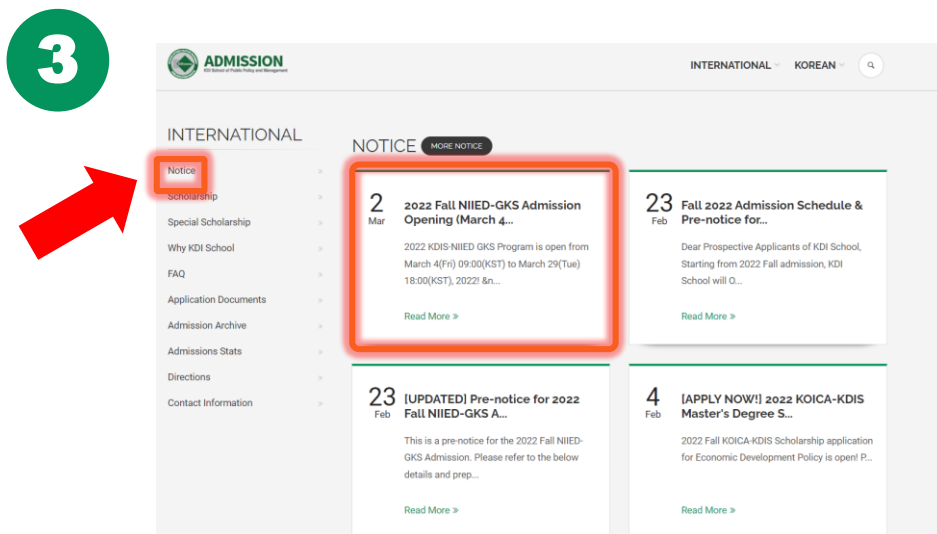 3
ADMISSION
KDI School of Public Policy and Management
INTERNATIONAL
KOREAN
INTERNATIONAL
Notice
Scholarship
Special Scholarship
Why KDI School
FAQ
Application Documents
Admission Archive
Admissions Stats
Directions
Contact Information
NOTICE
MORE NOTICE
2
Mar
2022 Fall NIIED-GKS Admission
Opening (March 4...
2022 KDIS-NIIED GKS Program is open from
March 4(Fri) 09:00(KST) to March 29(Tue)
18:00(KST), 2022! &n...
Read More »
23
Feb
Fall 2022 Admission Schedule &
Pre-notice for...
Dear Prospective Applicants of KDI School,
Starting from 2022 Fall admission, KDI
School will O...
Read More »
23
Feb
[UPDATED] Pre-notice for 2022
Fall NIIED-GKS A...
This is a pre-notice for the 2022 Fall NIIED-
GKS Admission. Please refer to the below
details and prep...
Read More »
4
Feb
[APPLY NOW!] 2022 KOICA-KDIS
Master's Degree S...
2022 Fall KOICA-KDIS Scholarship application
for Economic Development Policy is open! P...
Read More »